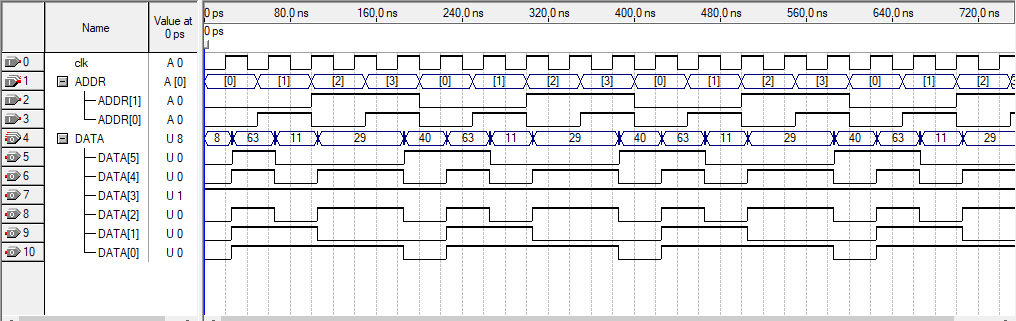 Name Value at 0 ps 0 ps 80.0 ns 160.0 ns 240.0 ns 320.0 ns 400.0 ns 480.0 ns 560.0 ns 640.0 ns 720.0 ns
0 ps
0 clk A 0
1 ADDR A [0] [0] [1] [2] [3] [0] [1] [2] [3] [0] [1] [2] [3] [0] [1] [2]
2 ADDR[1] A 0
3 ADDR[0] A 0
4 DATA U 8 8 63 11 29 40 63 11 29 40 63 11 29 40 63 11 29
5 DATA[5] U 0
6 DATA[4] U 0
7 DATA[3] U 1
8 DATA[2] U 0
9 DATA[1] U 0
10 DATA[0] U 0